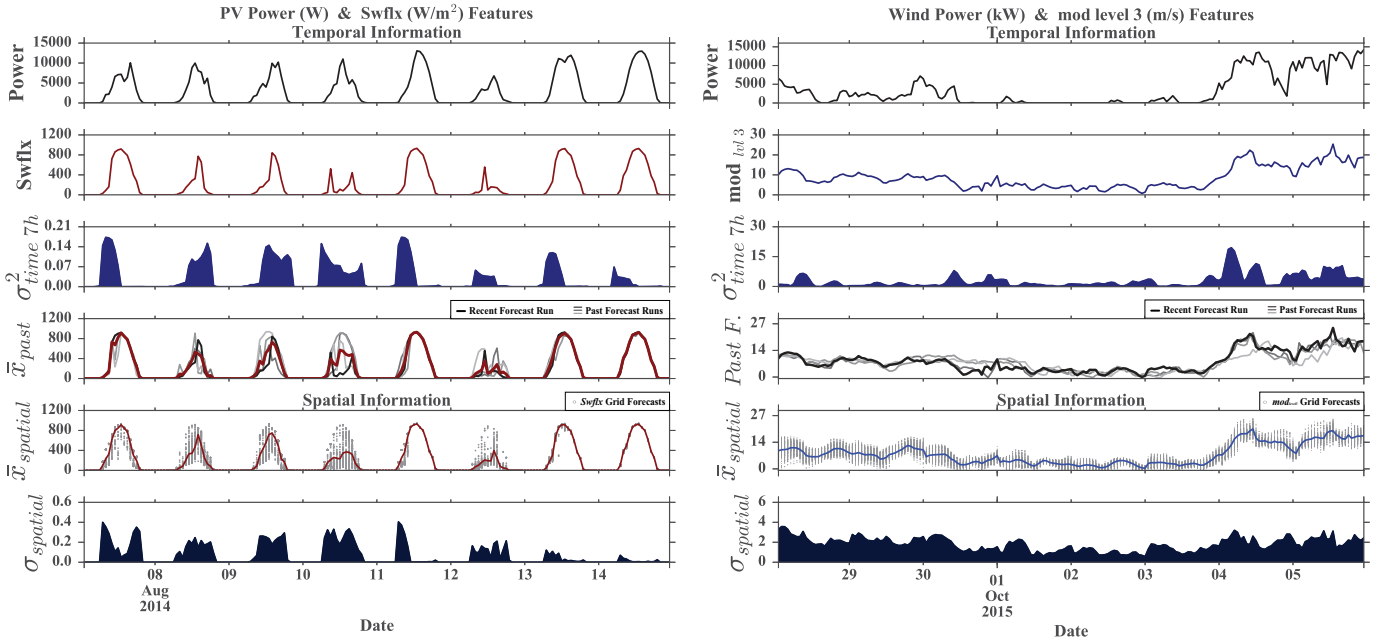 PV Power (W) & Swflx (W/m²) Features
Temporal Information
Power
15000
10000
5000
0
Swflx
1200
800
400
0
σ²time 7h
0.21
0.14
0.07
0.00
Recent Forecast Run
Past Forecast Runs
x̄past
1200
800
400
0
Spatial Information
Swflx Grid Forecasts
x̄spatial
1200
800
400
0
σspatial
0.6
0.4
0.2
0.0
08 09 10 11 12 13 14
Aug
2014
Date
Wind Power (kW) & mod level 3 (m/s) Features
Temporal Information
Power
15000
10000
5000
0
mod lvl 3
30
20
10
0
σ²time 7h
30
15
0
Recent Forecast Run
Past Forecast Runs
Past F.
27
14
0
Spatial Information
Grid Forecasts
x̄spatial
27
14
0
σspatial
6
4
2
0
29 30 01 02 03 04 05
Oct
2015
Date